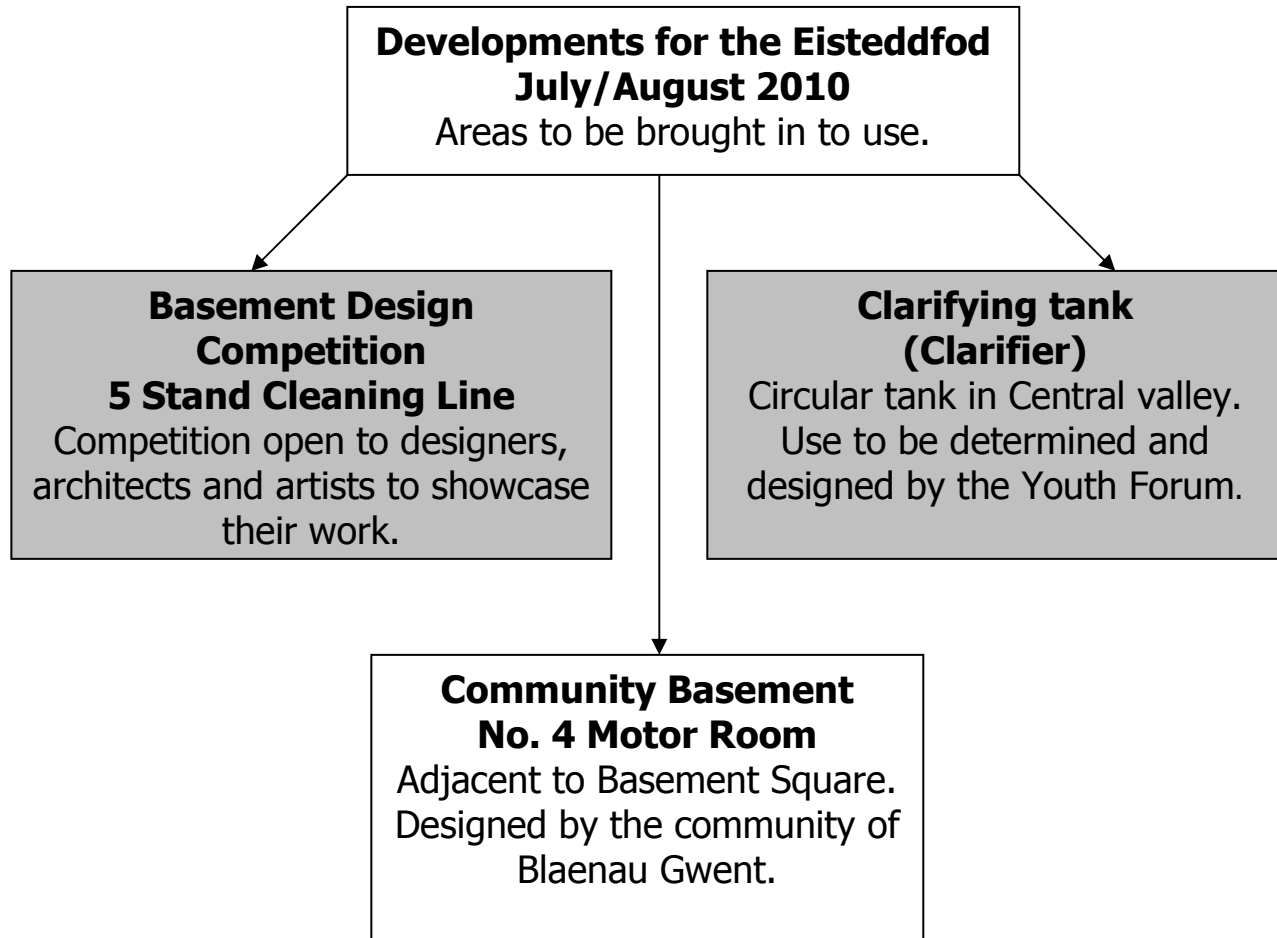 Developments for the Eisteddfod
July/August 2010
Areas to be brought in to use.
Basement Design
Competition
5 Stand Cleaning Line
Competition open to designers,
architects and artists to showcase
their work.
Clarifying tank
(Clarifier)
Circular tank in Central valley.
Use to be determined and
designed by the Youth Forum.
Community Basement
No. 4 Motor Room
Adjacent to Basement Square.
Designed by the community of
Blaenau Gwent.